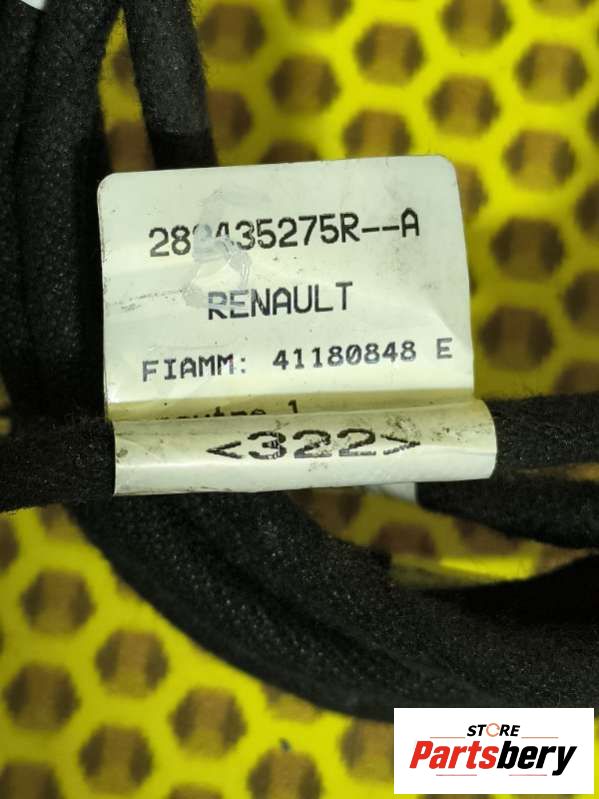 282435275R--A
RENAULT
FIAMM: 41180848 E
<322>
STORE
Partsbery